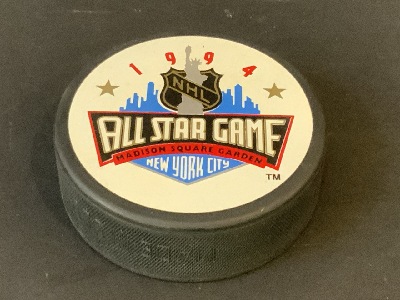 1994
NHL
ALL STAR GAME
MADISON SQUARE GARDEN
NEW YORK CITY
TM